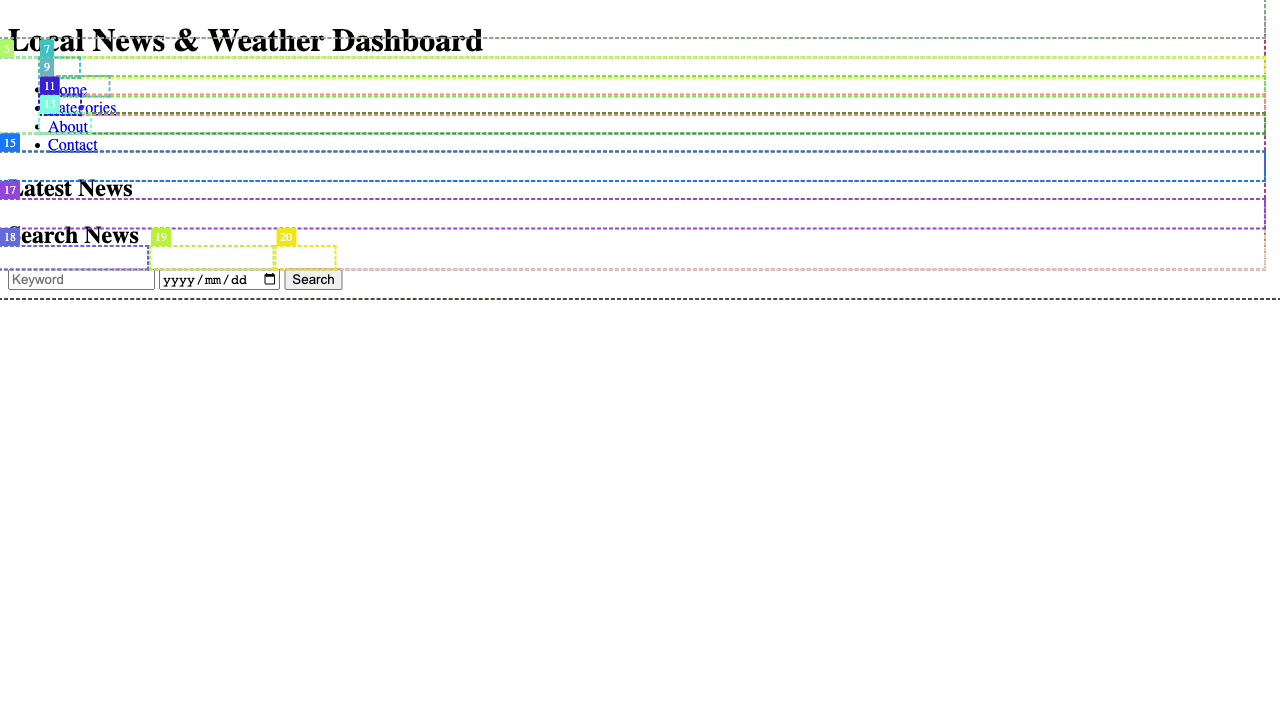 Local News & Weather Dashboard
5
7
9
11
Home
13
Categories
About
15
Contact
17
Latest News
18
19
20
Search News
Keyword
yyyy/mm/dd
Search